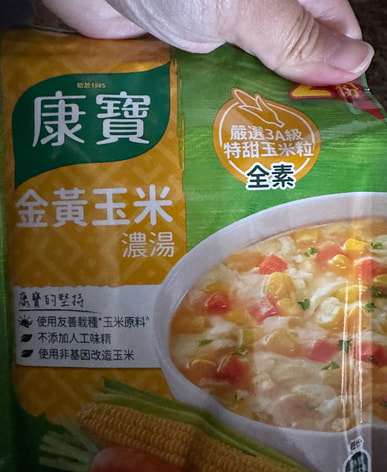 始於1985
康寶
嚴選3A級
特甜玉米粒
全素
金黃玉米
濃湯
康寶的堅持
使用友善栽種*玉米原料^
不添加人工味精
使用非基因改造玉米